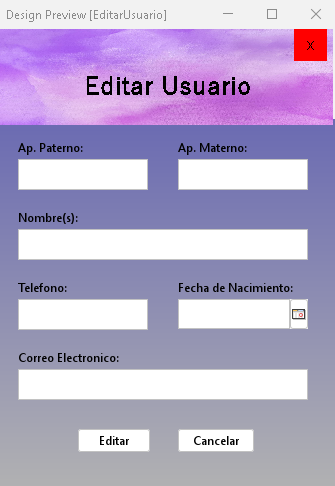 Design Preview [EditarUsuario]
X
Editar Usuario
Ap. Paterno: Ap. Materno:
Nombre(s):
Telefono: Fecha de Nacimiento:
Correo Electronico:
Editar Cancelar